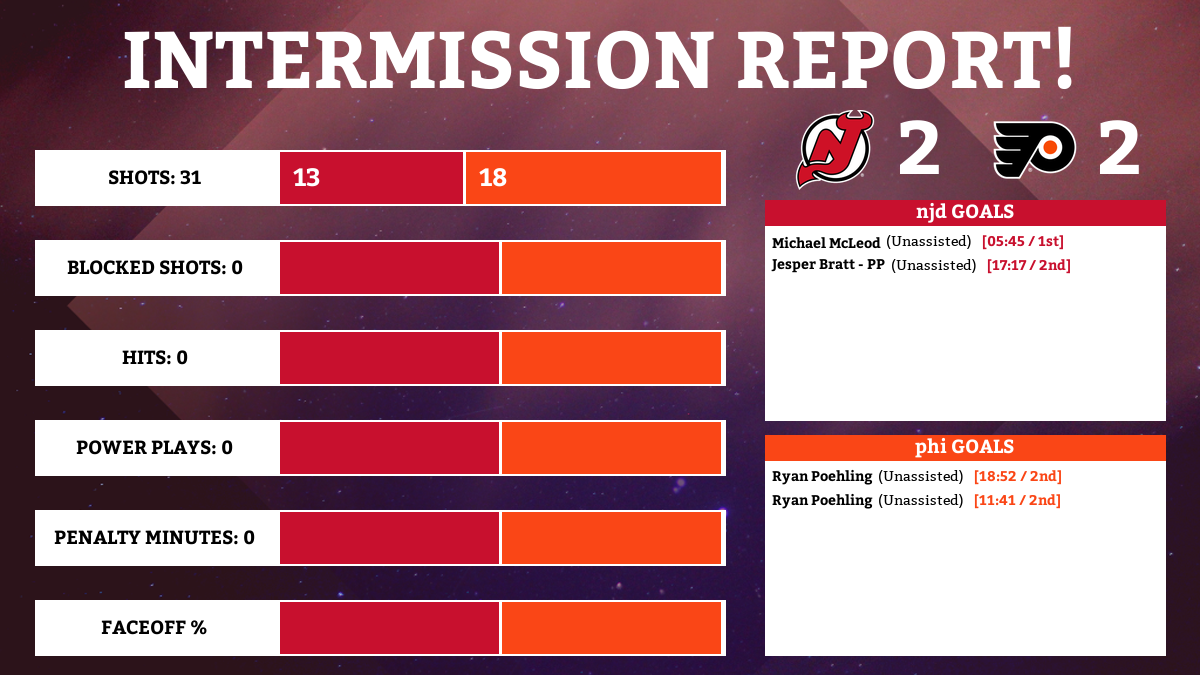 INTERMISSION REPORT!
2 2
SHOTS: 31 13 18
BLOCKED SHOTS: 0
HITS: 0
POWER PLAYS: 0
PENALTY MINUTES: 0
FACEOFF %
njd GOALS
Michael McLeod (Unassisted) [05:45 / 1st]
Jesper Bratt - PP (Unassisted) [17:17 / 2nd]
phi GOALS
Ryan Poehling (Unassisted) [18:52 / 2nd]
Ryan Poehling (Unassisted) [11:41 / 2nd]